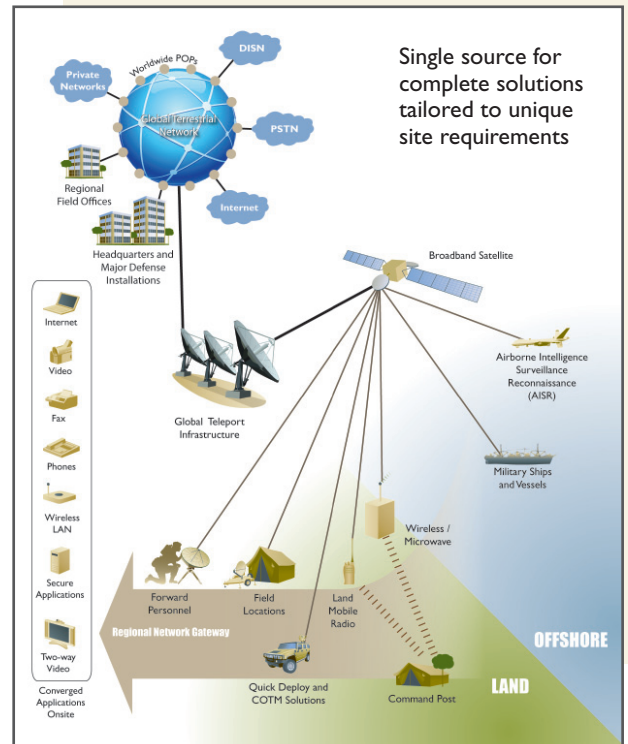 Single source for
complete solutions
tailored to unique
site requirements
Worldwide POPs
DISN
Private
Networks
Global Terrestrial
Network
PSTN
Internet
Regional
Field Offices
Headquarters and
Major Defense
Installations
Broadband Satellite
Global Teleport
Infrastructure
Airborne Intelligence
Surveillance
Reconnaissance
(AISR)
Military Ships
and Vessels
Wireless /
Microwave
Internet
Video
Fax
Phones
Wireless
LAN
Secure
Applications
Two-way
Video
Converged
Applications
Onsite
Forward
Personnel
Field
Locations
Land
Mobile
Radio
Regional Network Gateway
Quick Deploy and
COTM Solutions
Command Post
OFFSHORE
LAND